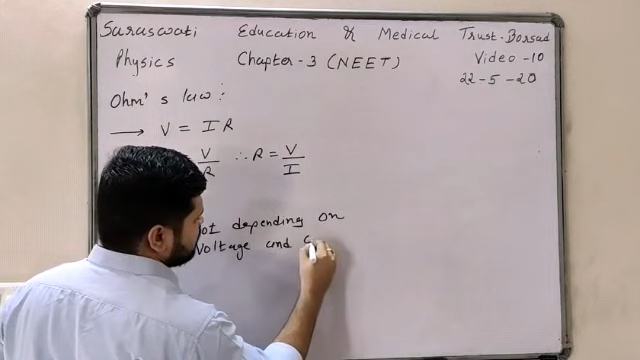 Saraswati Education & Medical Trust-Borsad
Physics Chapter-3 (NEET) Video-10
22-5-20
Ohm's law:
→ V = IR
V/R ∴ R = V/I
depending on
Voltage and